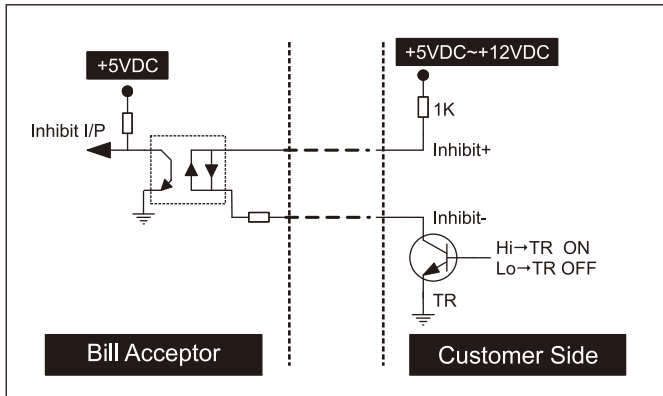 +5VDC
+5VDC~+12VDC
1K
Inhibit I/P
Inhibit+
Inhibit-
Hi→TR ON
Lo→TR OFF
TR
Bill Acceptor
Customer Side